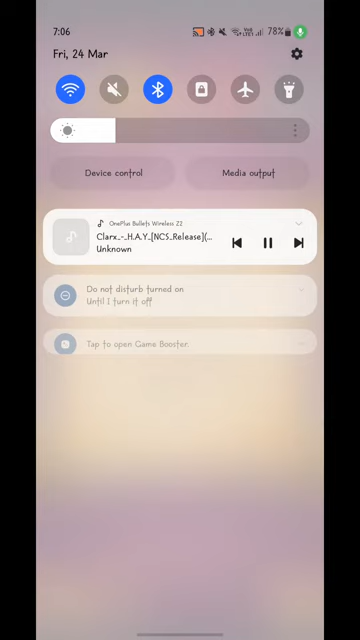 7:06
78%
Fri, 24 Mar
Device control
Media output
OnePlus Bullets Wireless Z2
Clarx_-_H.A.Y_[NCS_Release](...
Unknown
Do not disturb turned on
Until I turn it off
Tap to open Game Booster.